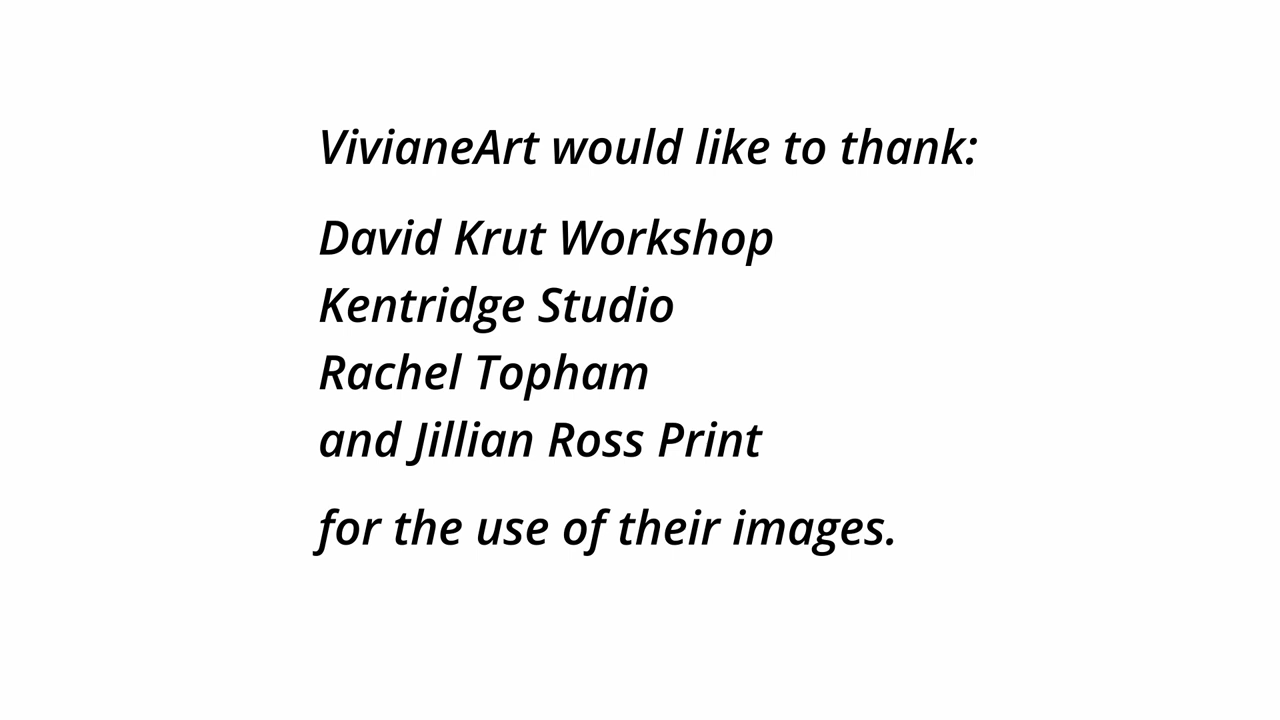 VivianeArt would like to thank:
David Krut Workshop
Kentridge Studio
Rachel Topham
and Jillian Ross Print
for the use of their images.